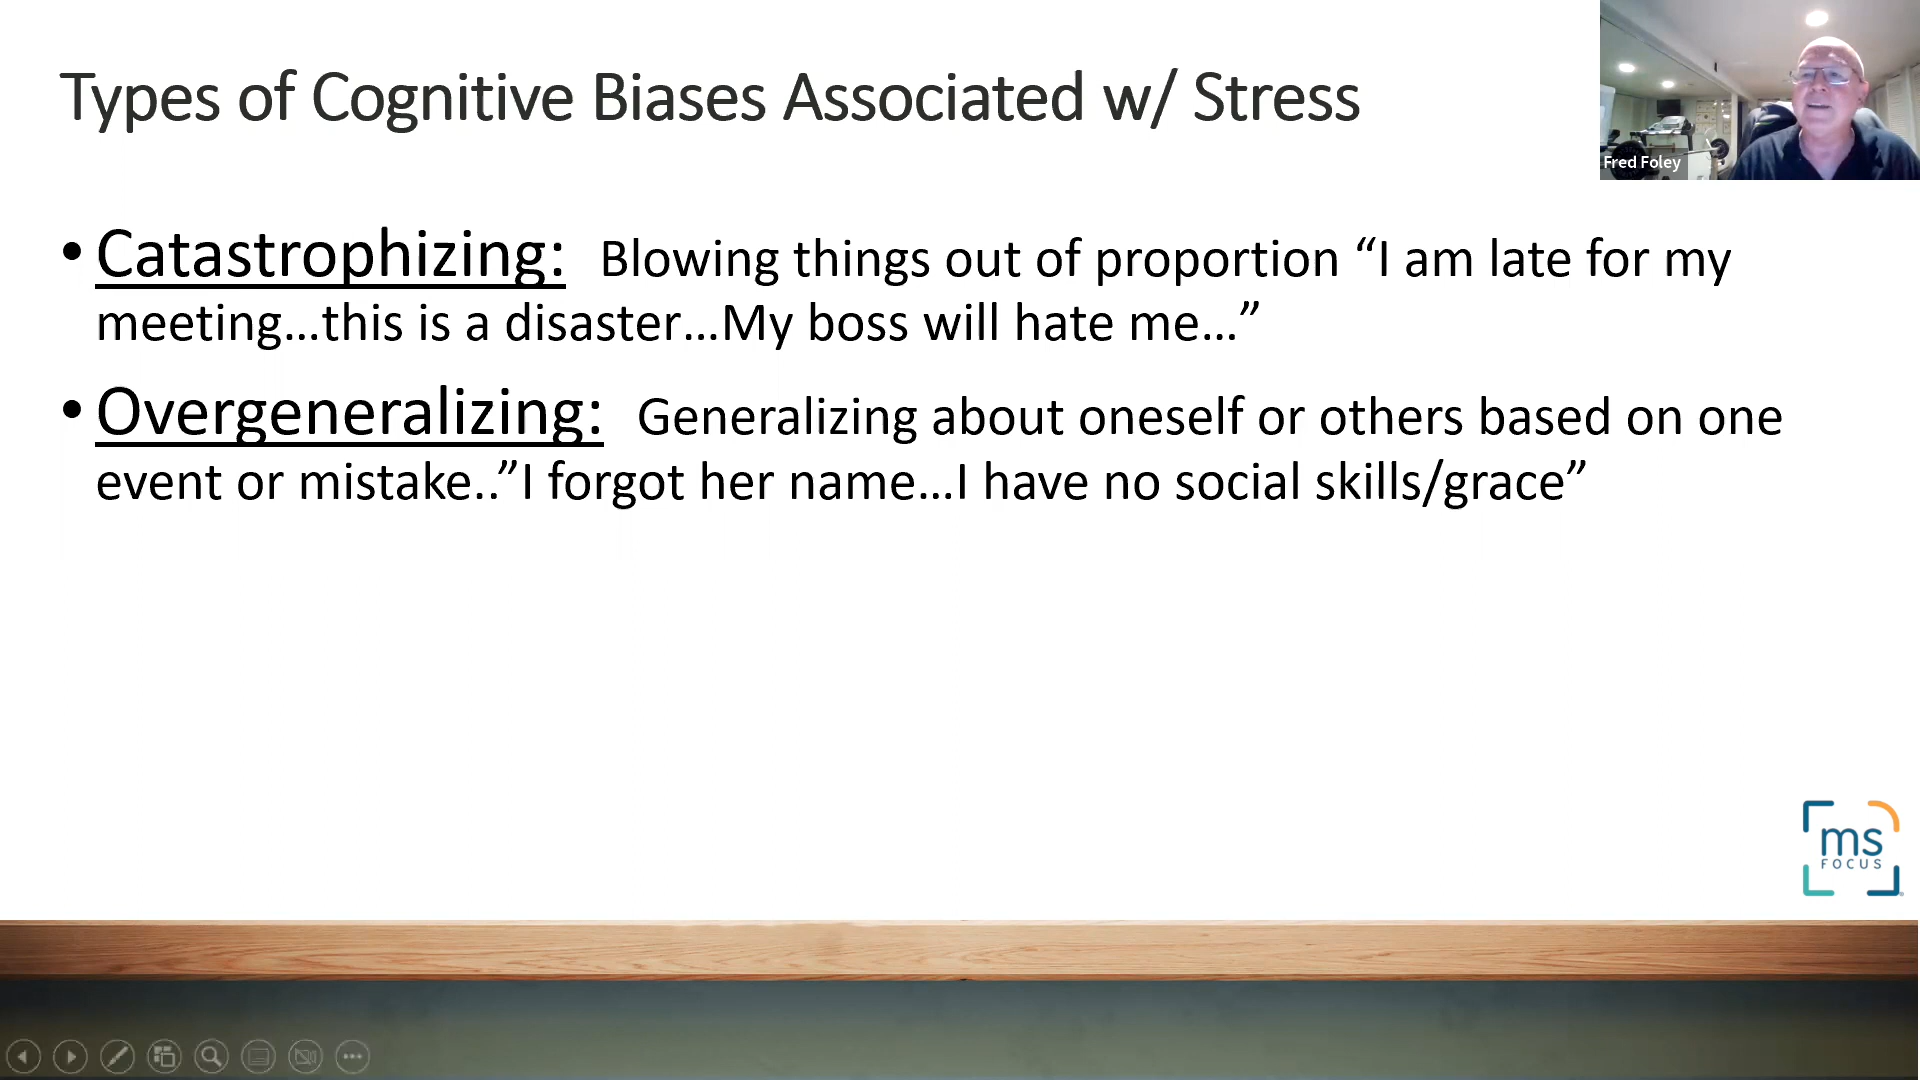 Types of Cognitive Biases Associated w/ Stress
Fred Foley
• Catastrophizing: Blowing things out of proportion “I am late for my
meeting…this is a disaster…My boss will hate me…”
• Overgeneralizing: Generalizing about oneself or others based on one
event or mistake..”I forgot her name…I have no social skills/grace”
ms
FOCUS